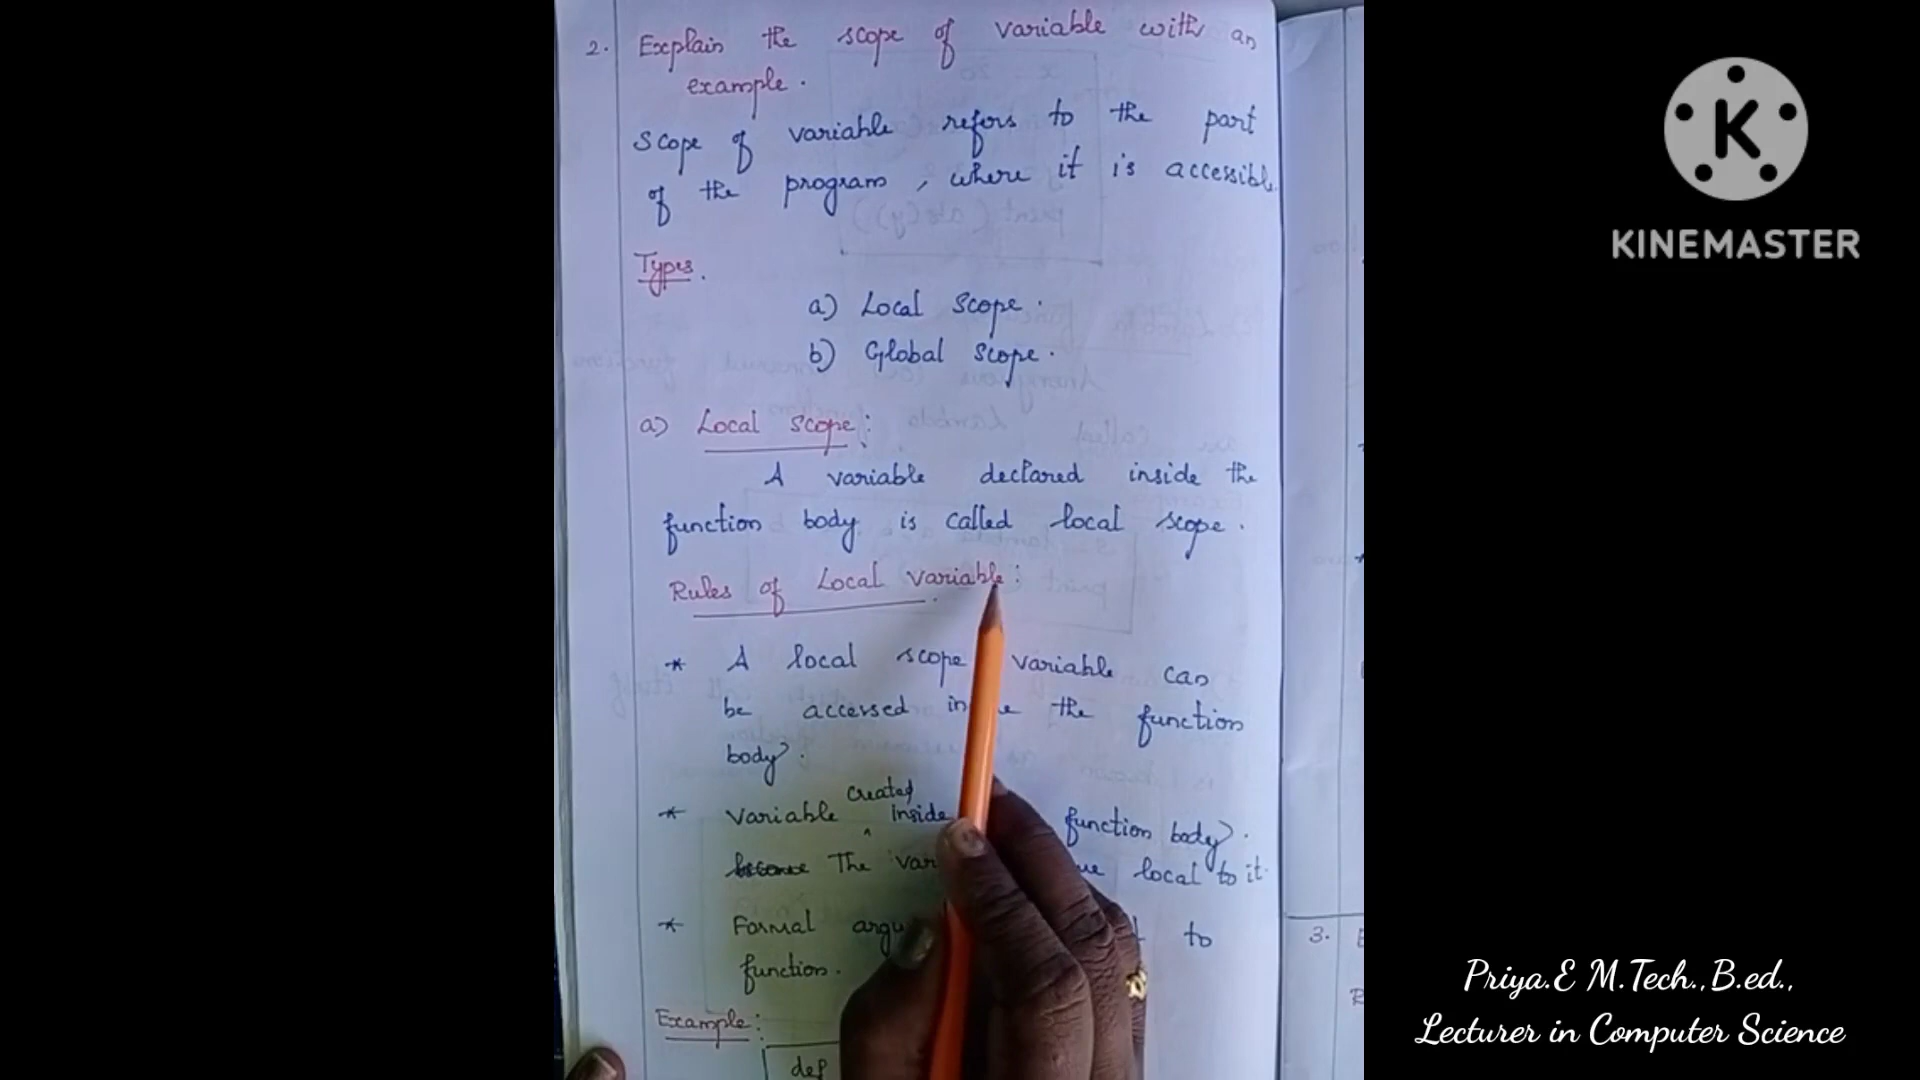 2. Explain the scope of variable with an
example.
Scope of variable refers to the part
of the program, where it is accessible
Types.
a) Local scope.
b) Global scope.
a) Local scope:
A variable declared inside the
function body is called local scope.
Rules of Local variable:
* A local scope variable can
be accessed the function
body.
created
* Variable inside function body.
The local to it.
* Formal to
function.
Example:
def
3.
K
KINEMASTER
Priya.E M.Tech.,B.ed.,
Lecturer in Computer Science